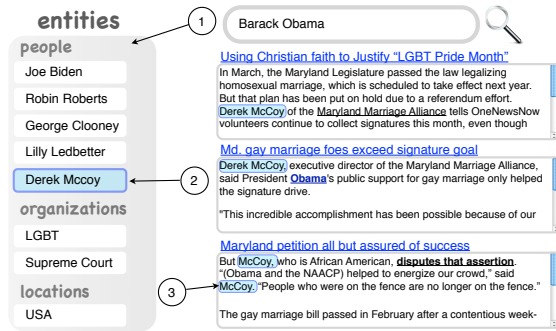 entities
people
Joe Biden
Robin Roberts
George Clooney
Lilly Ledbetter
Derek Mccoy
organizations
LGBT
Supreme Court
locations
USA
1
2
3
Barack Obama
Using Christian faith to Justify “LGBT Pride Month”
In March, the Maryland Legislature passed the law legalizing
homosexual marriage, which is scheduled to take effect next year.
But that plan has been put on hold due to a referendum effort.
Derek McCoy of the Maryland Marriage Alliance tells OneNewsNow
volunteers continue to collect signatures this month, even though
Md. gay marriage foes exceed signature goal
Derek McCoy, executive director of the Maryland Marriage Alliance,
said President Obama's public support for gay marriage only helped
the signature drive.
"This incredible accomplishment has been possible because of our
Maryland petition all but assured of success
But McCoy, who is African American, disputes that assertion.
“(Obama and the NAACP) helped to energize our crowd,” said
McCoy. “People who were on the fence are no longer on the fence.”
The gay marriage bill passed in February after a contentious week-